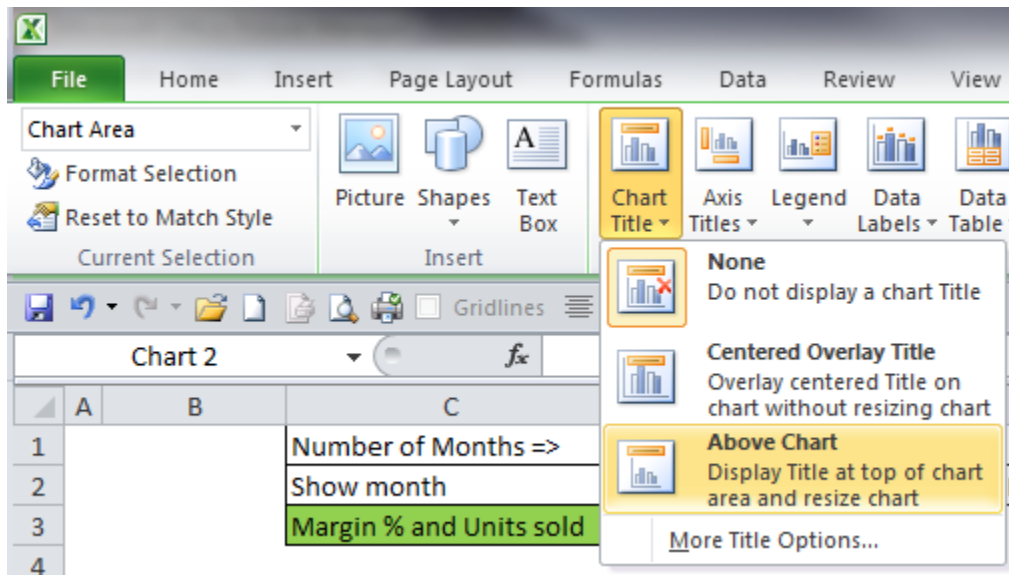 File Home Insert Page Layout Formulas Data Review View
Chart Area
Format Selection
Reset to Match Style
Current Selection
Picture Shapes Text
Box
Insert
Chart Axis Legend Data Data
Title Titles Labels Table
None
Do not display a chart Title
Centered Overlay Title
Overlay centered Title on
chart without resizing chart
Above Chart
Display Title at top of chart
area and resize chart
More Title Options...
Gridlines
Chart 2 fx
A B C
1 Number of Months =>
2 Show month
3 Margin % and Units sold
4